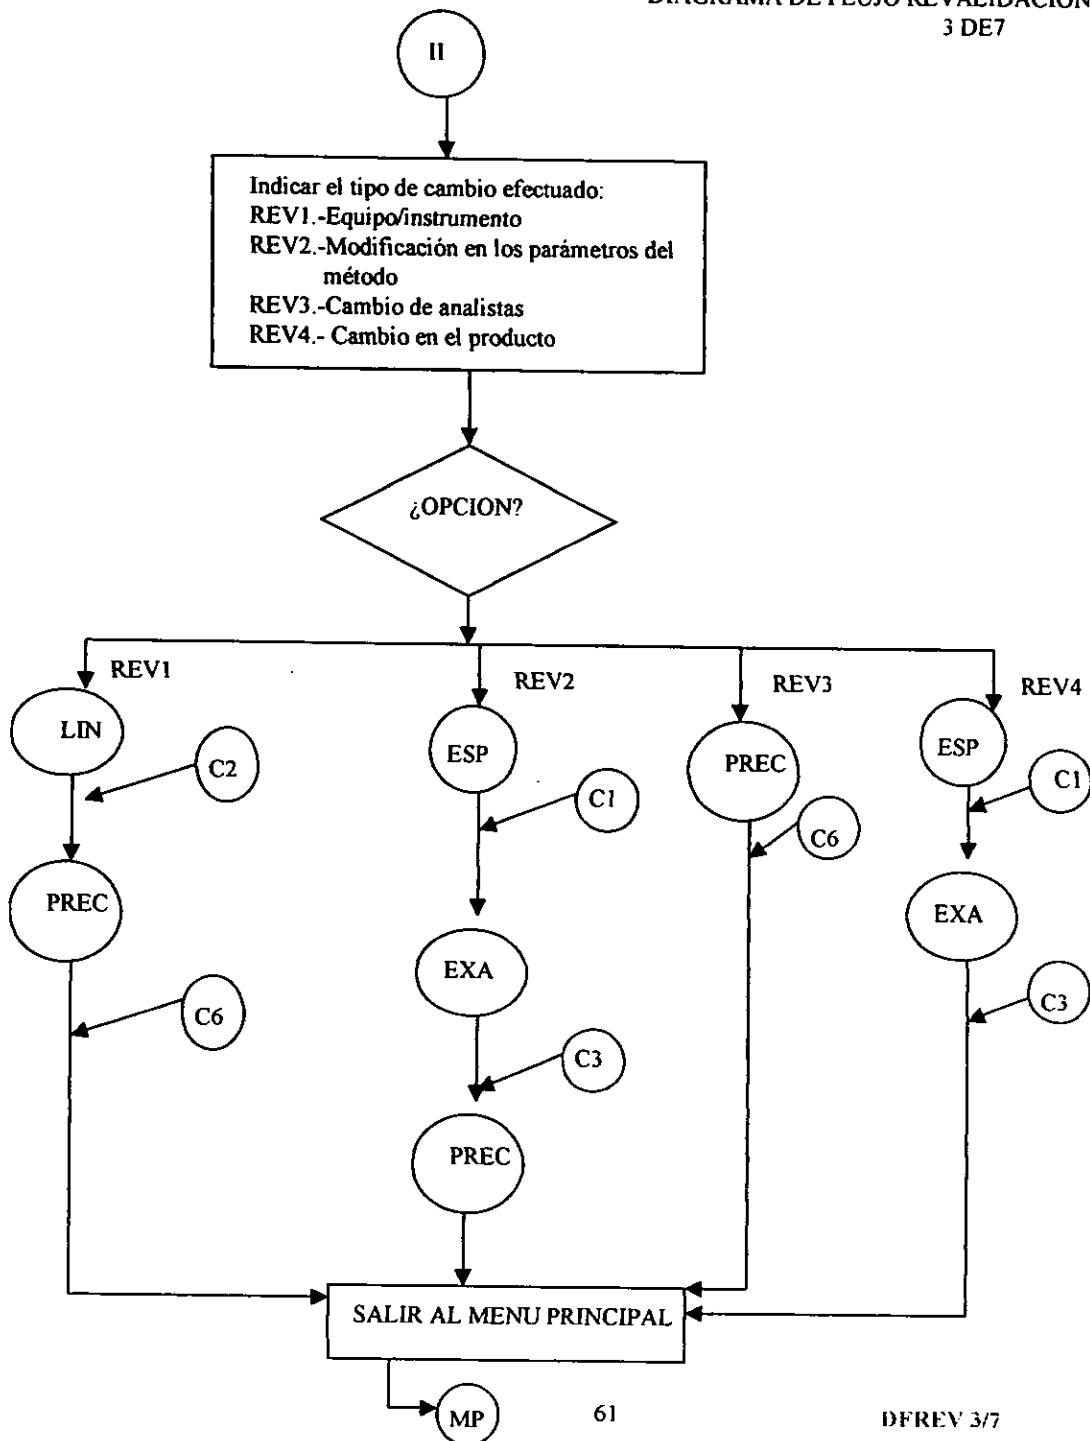 DIAGRAMA DE FLUJO REVALIDACION
3 DE7
II
Indicar el tipo de cambio efectuado:
REV1.-Equipo/instrumento
REV2.-Modificación en los parámetros del
método
REV3.-Cambio de analistas
REV4.- Cambio en el producto
¿OPCION?
REV1
REV2
REV3
REV4
LIN
ESP
PREC
ESP
C2
C1
C6
C1
PREC
EXA
EXA
C6
C3
C3
PREC
SALIR AL MENU PRINCIPAL
MP
61
DFREV 3/7